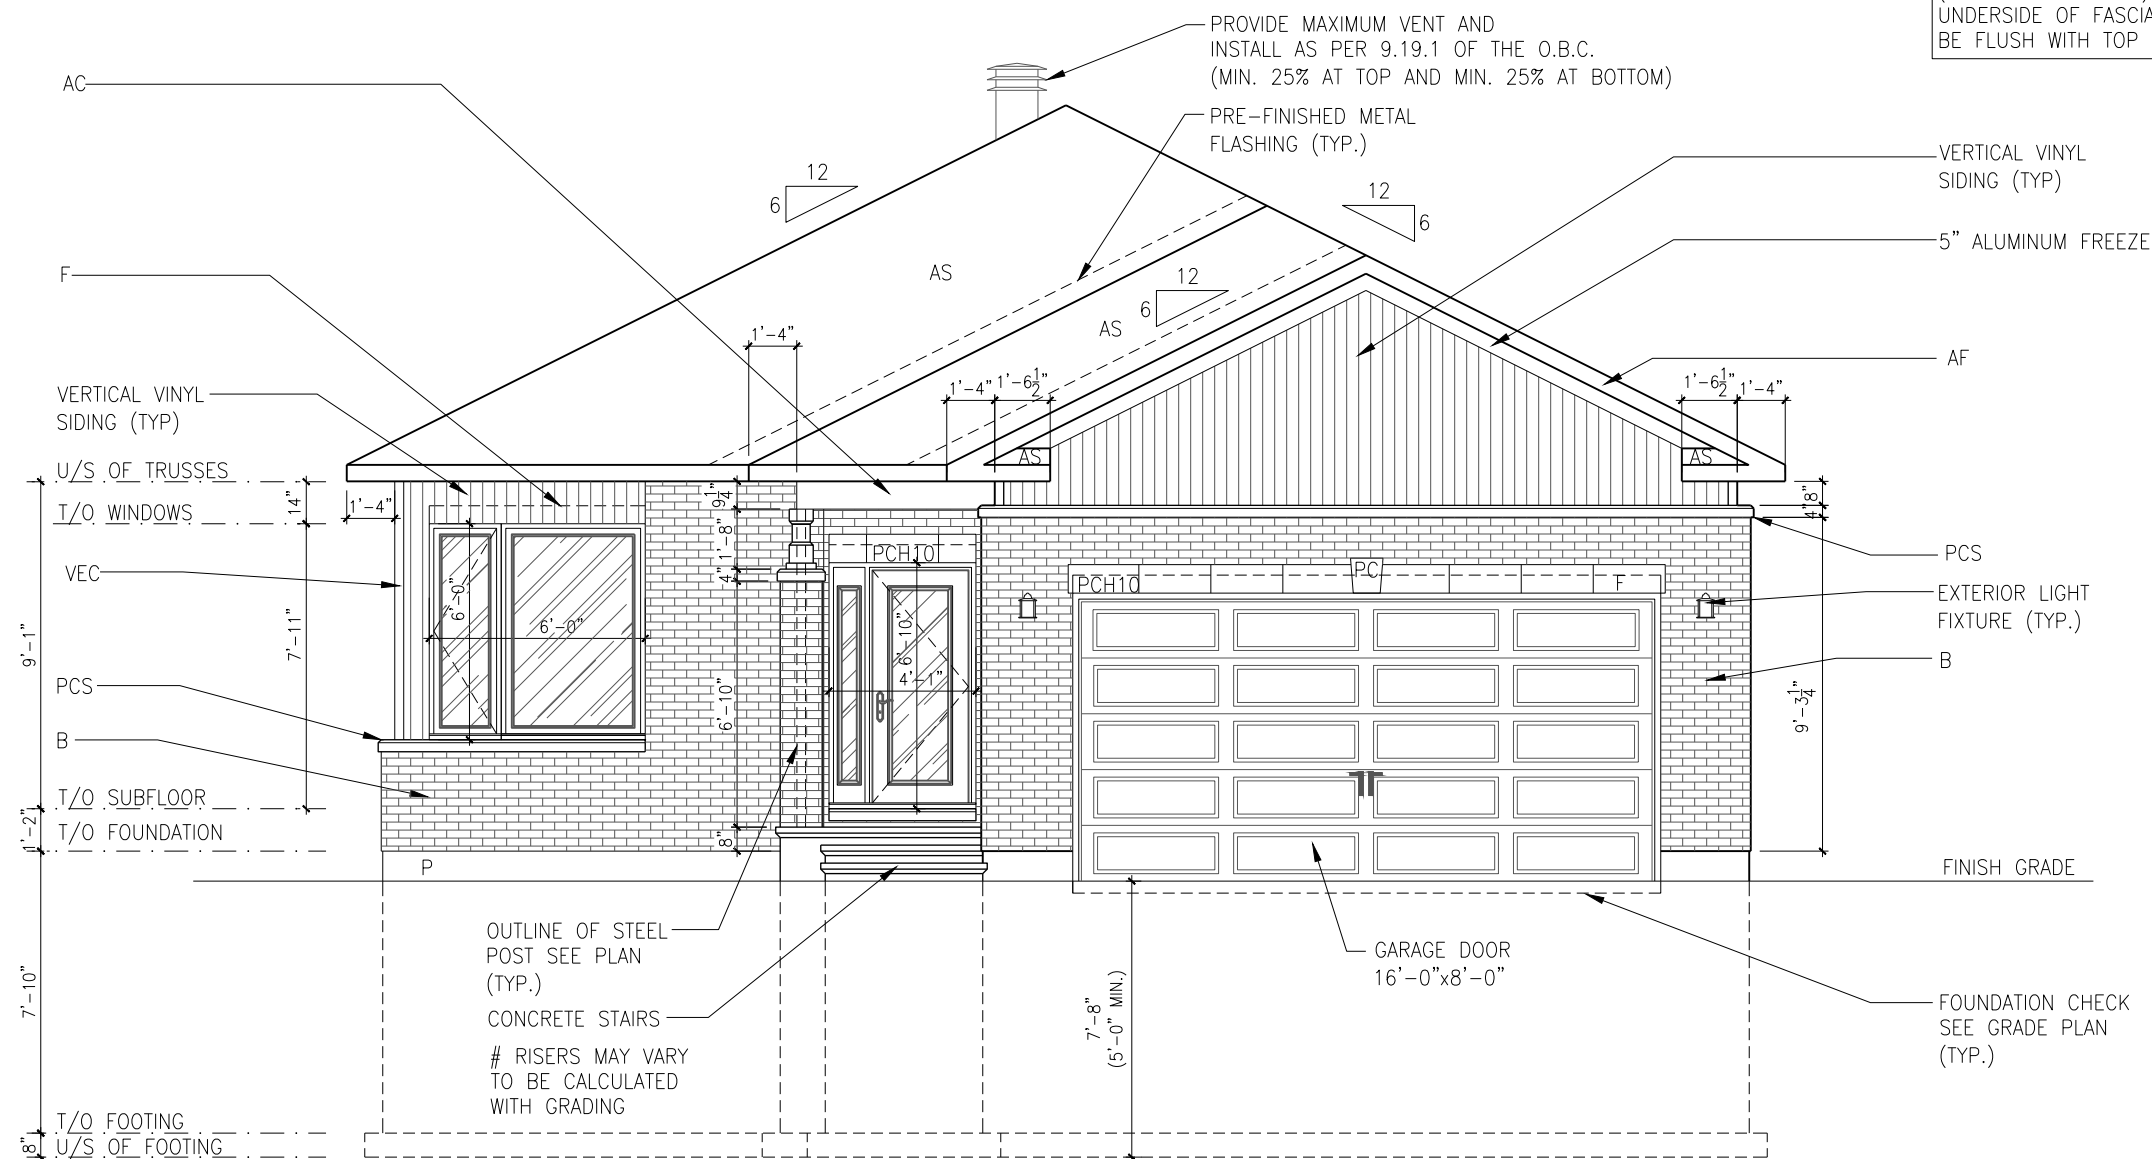 PROVIDE MAXIMUM VENT AND
INSTALL AS PER 9.19.1 OF THE O.B.C.
(MIN. 25% AT TOP AND MIN. 25% AT BOTTOM)
UNDERSIDE OF FASCIA
BE FLUSH WITH TOP
AC
PRE-FINISHED METAL
FLASHING (TYP.)
VERTICAL VINYL
SIDING (TYP)
12
6
12
6
5" ALUMINUM FREEZE
F
AS
12
6
AS
1'-4"
AF
1'-4"
1'-6½"
1'-6½"
1'-4"
VERTICAL VINYL
SIDING (TYP)
AS
AS
U/S OF TRUSSES
14"
1'-4"
9¼"
8"
4"
T/O WINDOWS
1'-8"
PCH10
PCS
4"
PC
PCH10
F
VEC
6'-0"
6'-0"
6'-10"
4'-1"
EXTERIOR LIGHT
FIXTURE (TYP.)
9'-1"
7'-11"
B
PCS
6'-10"
9'-3¼"
B
T/O SUBFLOOR
1'-2"
T/O FOUNDATION
8"
P
FINISH GRADE
OUTLINE OF STEEL
POST SEE PLAN
(TYP.)
GARAGE DOOR
16'-0"x8'-0"
7'-10"
7'-8"
(5'-0" MIN.)
CONCRETE STAIRS
# RISERS MAY VARY
TO BE CALCULATED
WITH GRADING
FOUNDATION CHECK
SEE GRADE PLAN
(TYP.)
T/O FOOTING
8"
U/S OF FOOTING